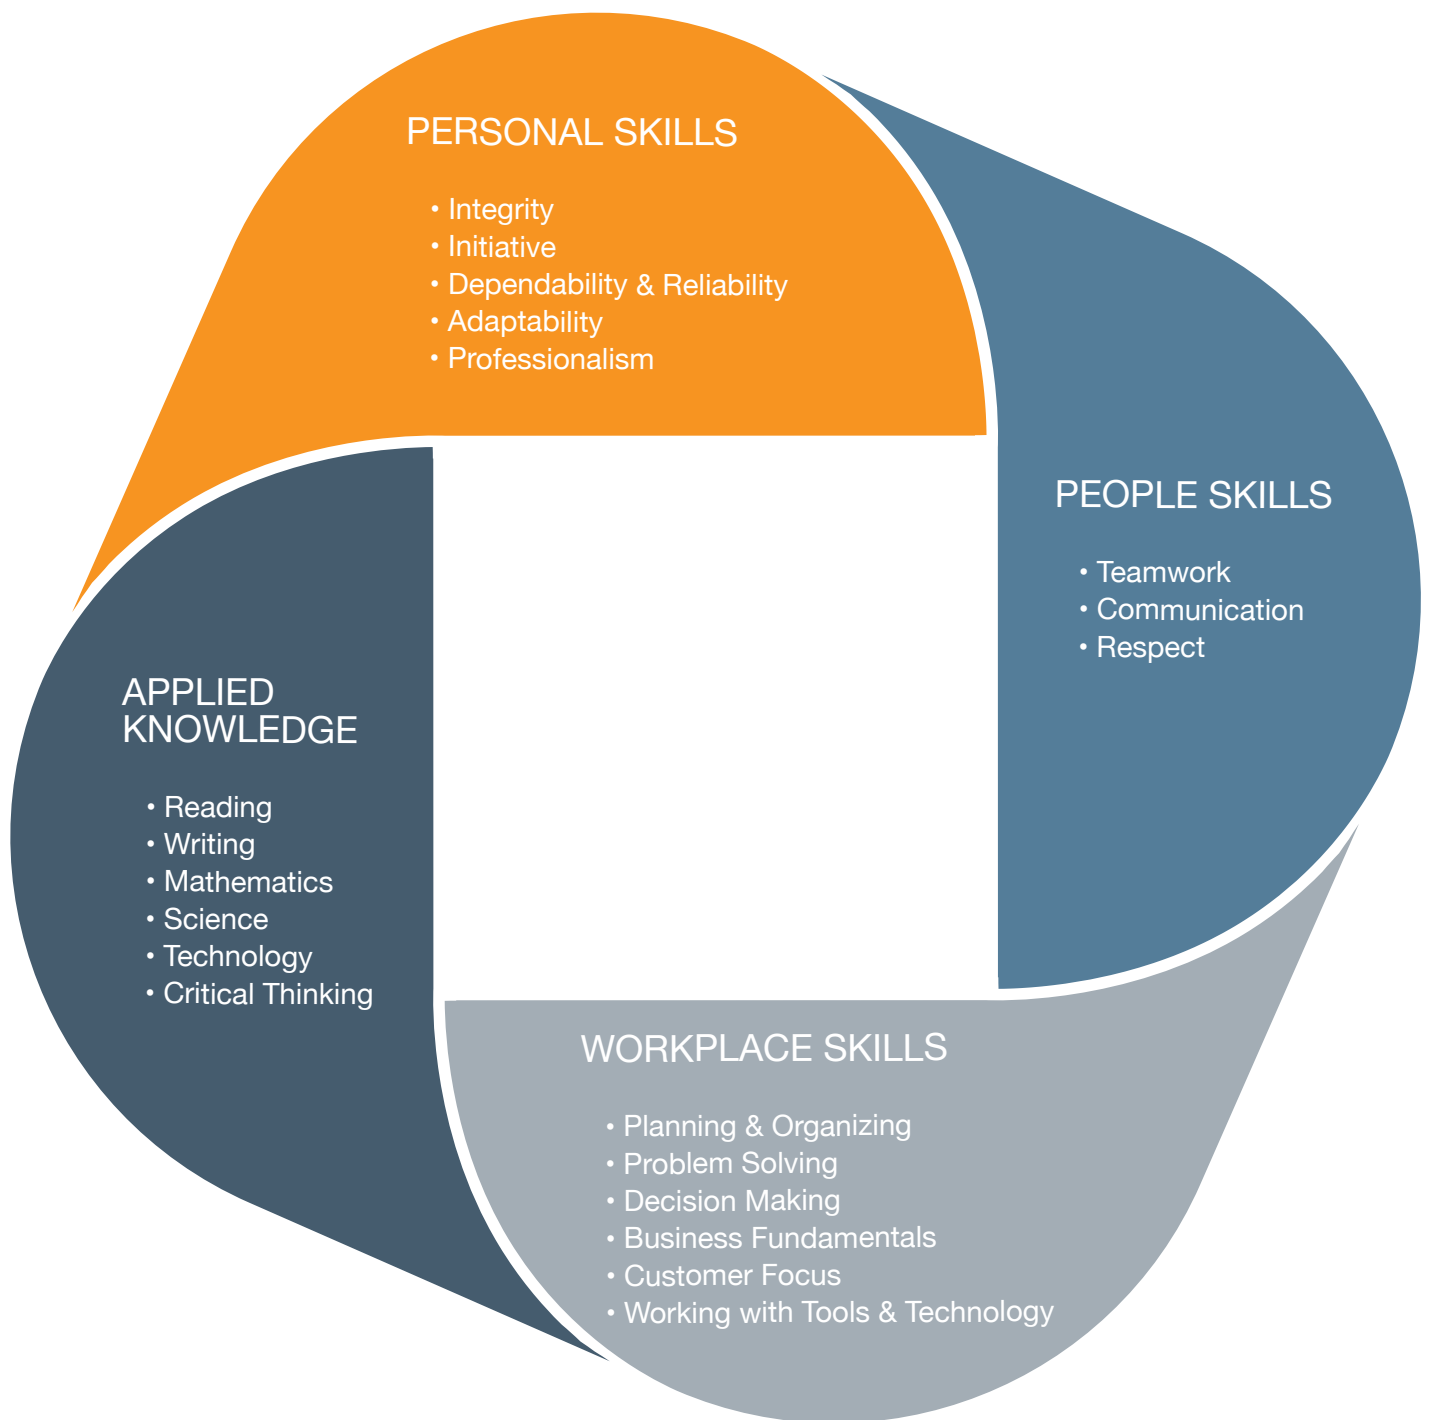 PERSONAL SKILLS
• Integrity
• Initiative
• Dependability & Reliability
• Adaptability
• Professionalism
PEOPLE SKILLS
• Teamwork
• Communication
• Respect
APPLIED
KNOWLEDGE
• Reading
• Writing
• Mathematics
• Science
• Technology
• Critical Thinking
WORKPLACE SKILLS
• Planning & Organizing
• Problem Solving
• Decision Making
• Business Fundamentals
• Customer Focus
• Working with Tools & Technology